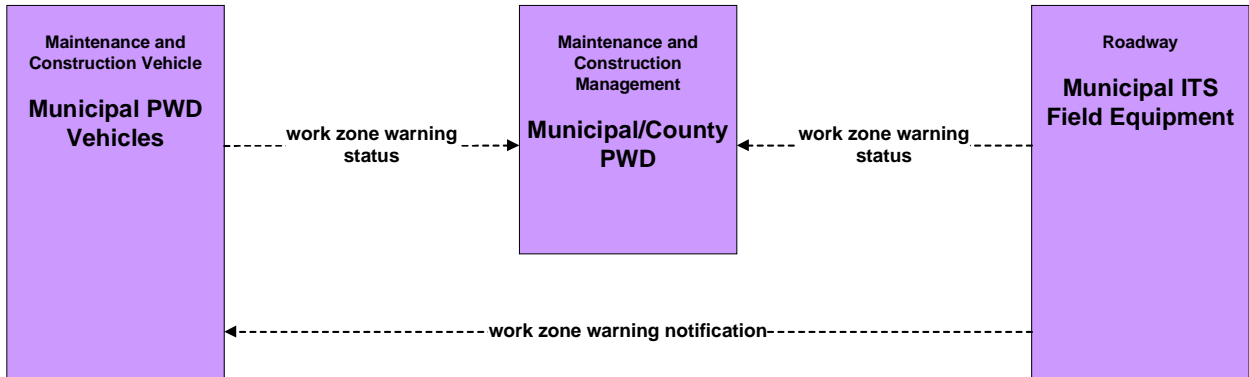 Maintenance and
Construction Vehicle
Municipal PWD
Vehicles
work zone warning
status
Maintenance and
Construction
Management
Municipal/County
PWD
work zone warning
status
Roadway
Municipal ITS
Field Equipment
work zone warning notification